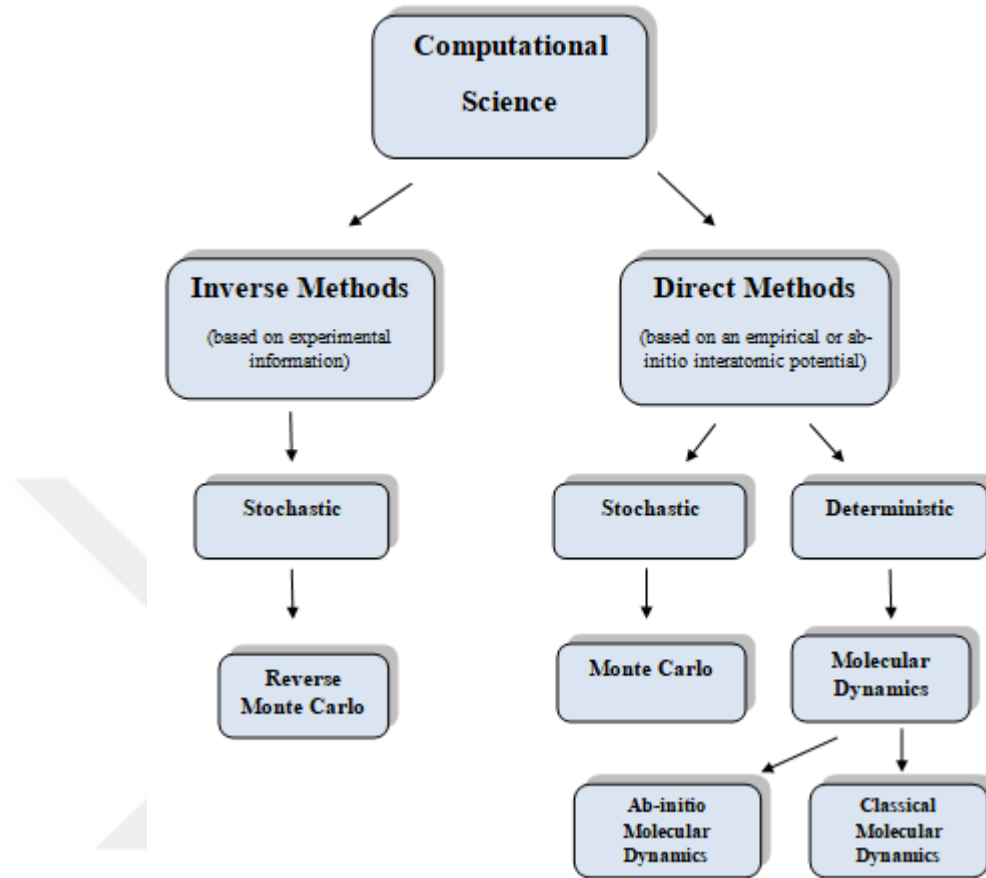 Computational
Science
Inverse Methods
(based on experimental
information)
Direct Methods
(based on an empirical or ab-
initio interatomic potential)
Stochastic
Stochastic
Deterministic
Reverse
Monte Carlo
Monte Carlo
Molecular
Dynamics
Ab-initio
Molecular
Dynamics
Classical
Molecular
Dynamics